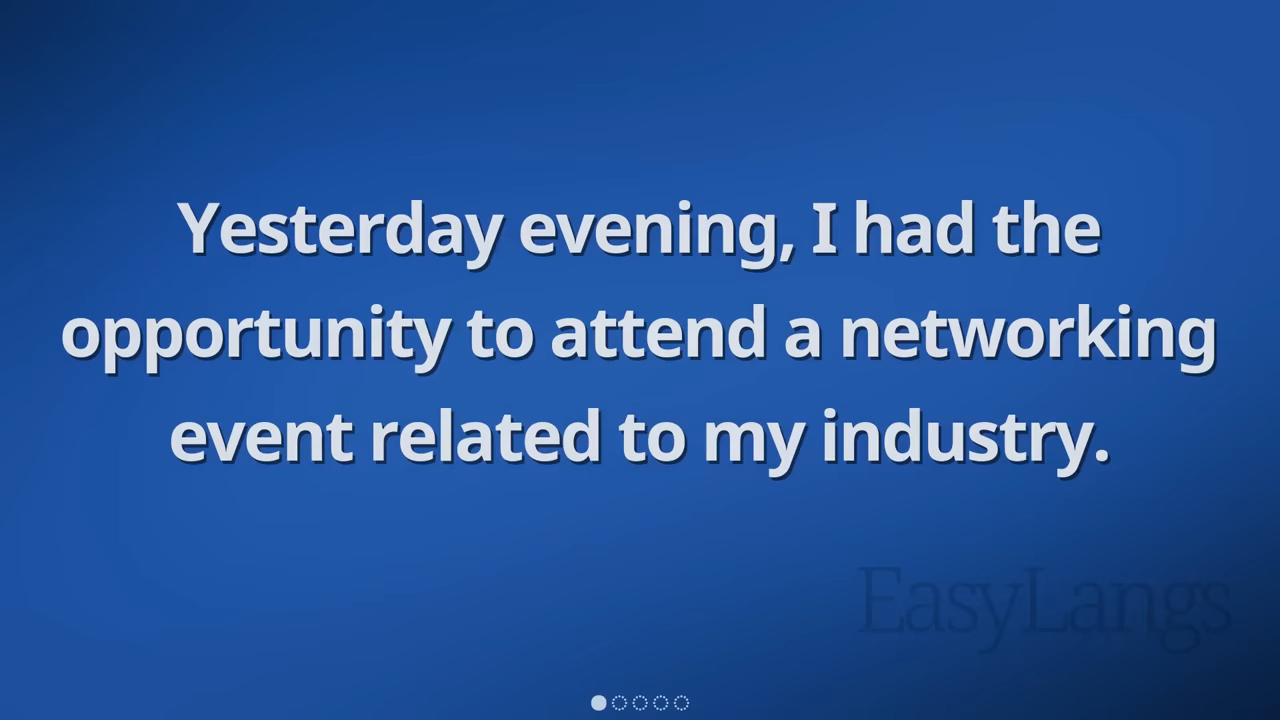 Yesterday evening, I had the
opportunity to attend a networking
event related to my industry.
EasyLangs